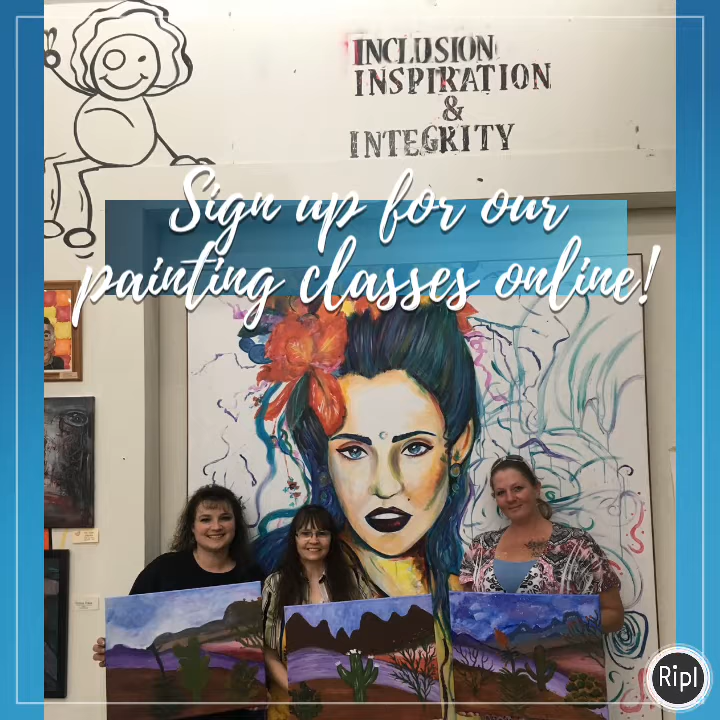 INCLUSION
INSPIRATION
&
INTEGRITY
Sign up for our
painting classes online!
Ripl